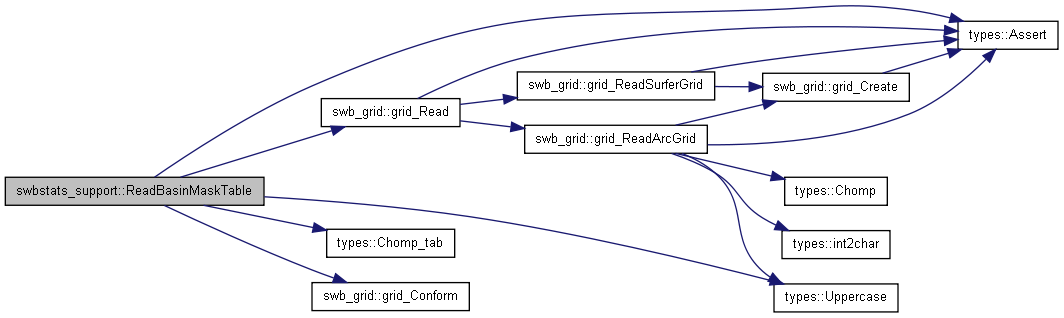 types::Assert
swb_grid::grid_ReadSurferGrid
swb_grid::grid_Create
swb_grid::grid_Read
swb_grid::grid_ReadArcGrid
swbstats_support::ReadBasinMaskTable
types::Chomp
types::Chomp_tab
types::int2char
swb_grid::grid_Conform
types::Uppercase